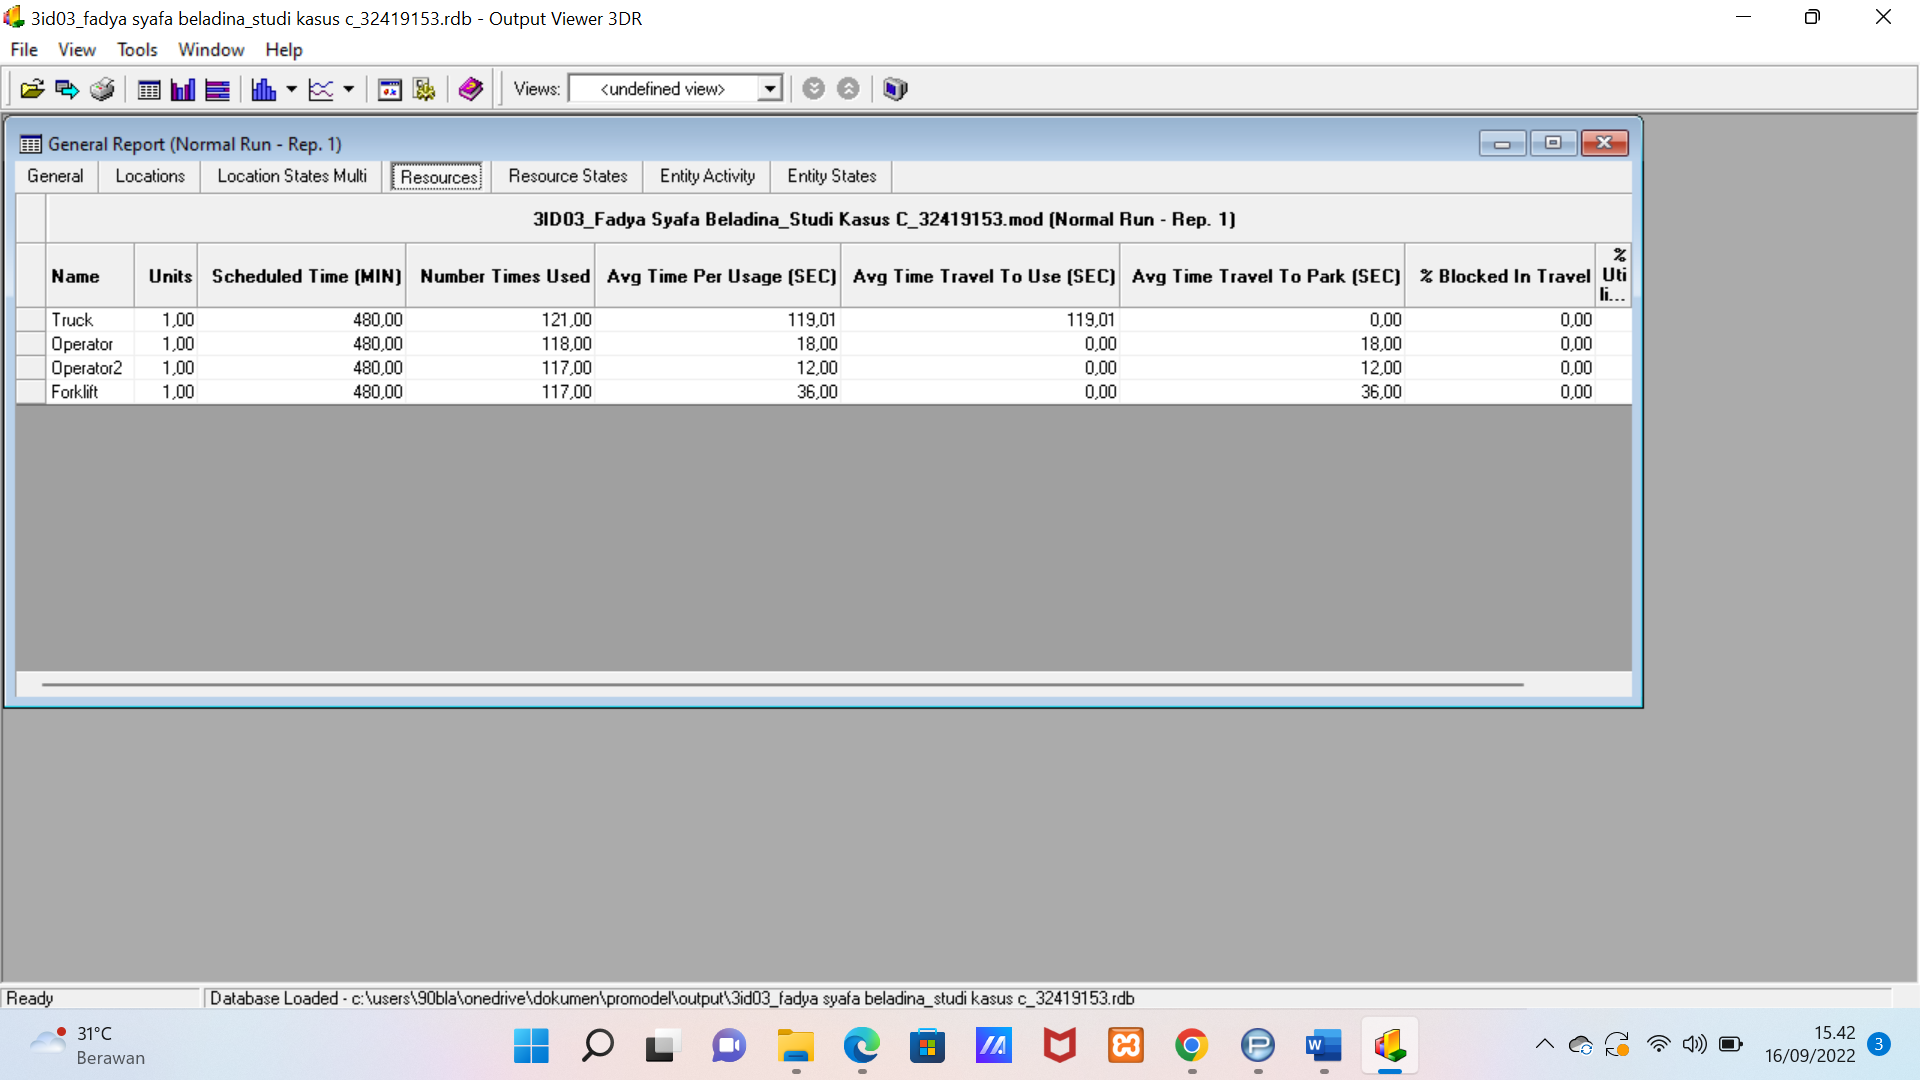 3id03_fadya syafa beladina_studi kasus c_32419153.rdb - Output Viewer 3DR
File View Tools Window Help
Views: <undefined view>
General Report (Normal Run - Rep. 1)
General Locations Location States Multi Resources Resource States Entity Activity Entity States
3ID03_Fadya Syafa Beladina_Studi Kasus C_32419153.mod (Normal Run - Rep. 1)
Name Units Scheduled Time (MIN) Number Times Used Avg Time Per Usage (SEC) Avg Time Travel To Use (SEC) Avg Time Travel To Park (SEC) % Blocked In Travel % Uti li...
Truck 1,00 480,00 121,00 119,01 119,01 0,00 0,00
Operator 1,00 480,00 118,00 18,00 0,00 18,00 0,00
Operator2 1,00 480,00 117,00 12,00 0,00 12,00 0,00
Forklift 1,00 480,00 117,00 36,00 0,00 36,00 0,00
Ready Database Loaded - c:\users\90bla\onedrive\dokumen\promodel\output\3id03_fadya syafa beladina_studi kasus c_32419153.rdb
31°C
Berawan
15.42
16/09/2022
3